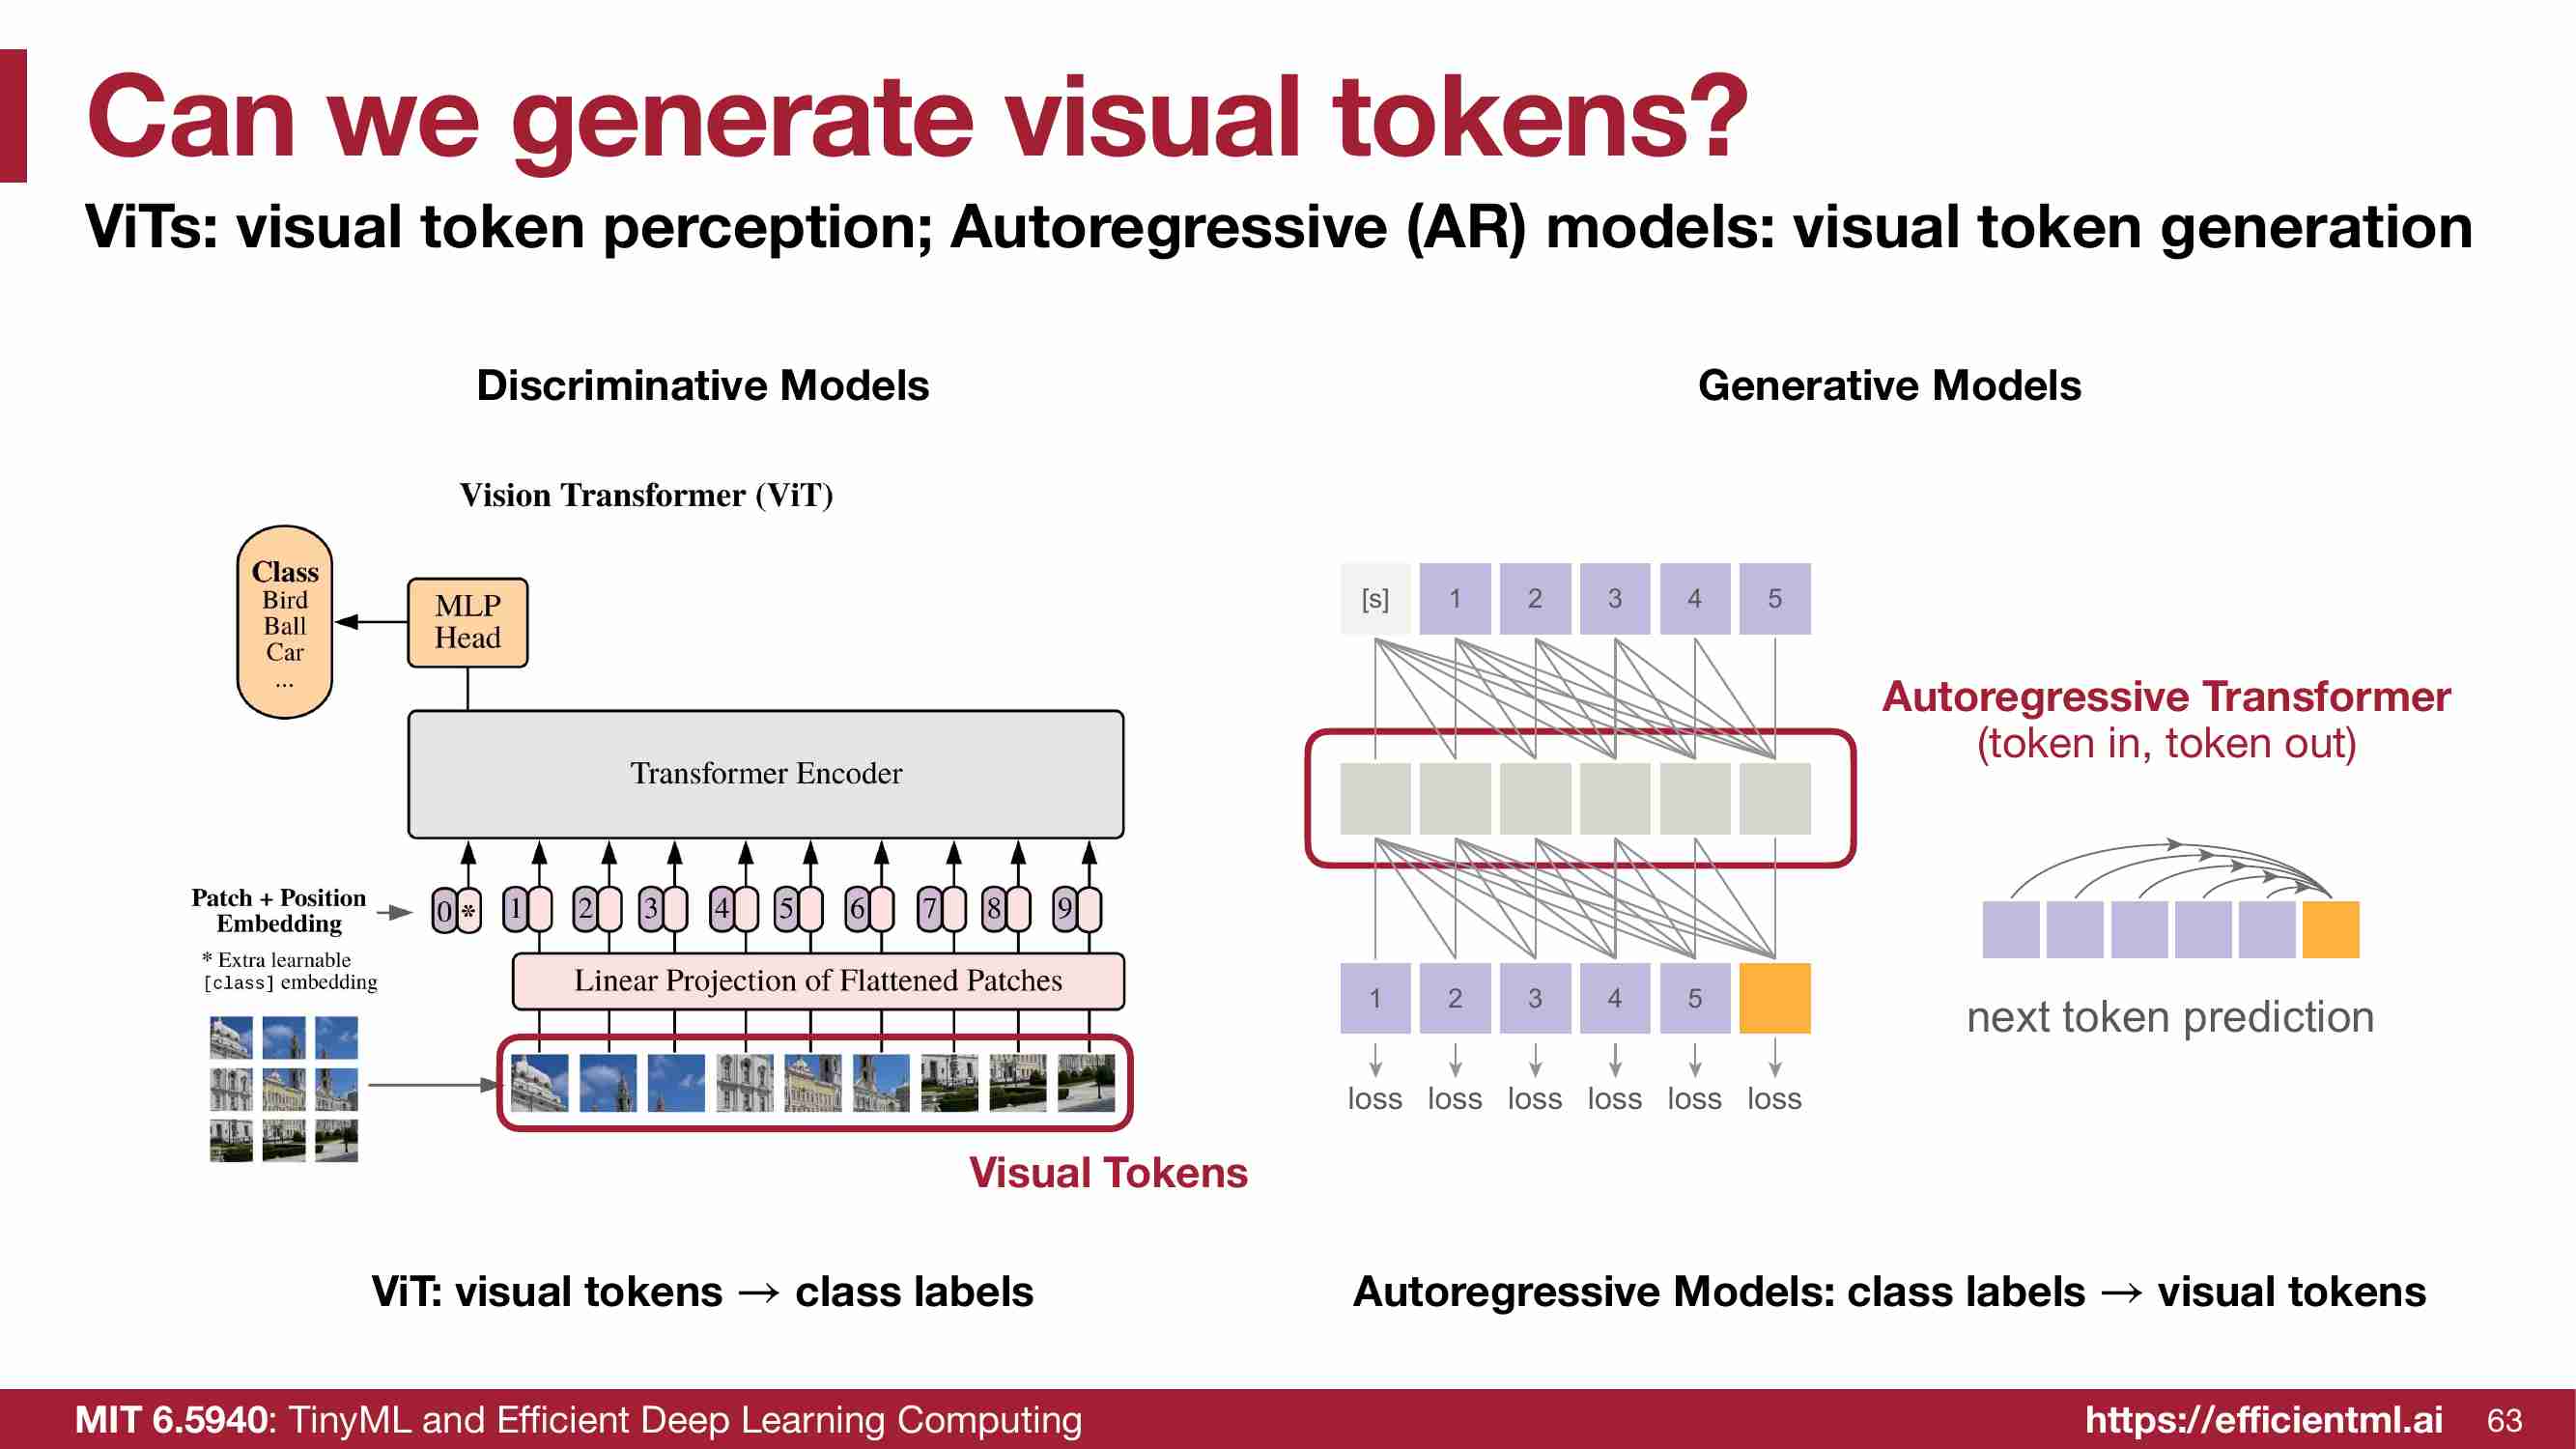 Can we generate visual tokens?
ViTs: visual token perception; Autoregressive (AR) models: visual token generation
Discriminative Models
Vision Transformer (ViT)
Class
Bird
Ball
Car
...
MLP
Head
Transformer Encoder
Patch + Position
Embedding
* Extra learnable
[class] embedding
0 * 1 2 3 4 5 6 7 8 9
Linear Projection of Flattened Patches
Visual Tokens
ViT: visual tokens → class labels
Generative Models
[s] 1 2 3 4 5
Autoregressive Transformer
(token in, token out)
1 2 3 4 5
loss loss loss loss loss loss
next token prediction
Autoregressive Models: class labels → visual tokens
MIT 6.5940: TinyML and Efficient Deep Learning Computing
https://efficientml.ai 63